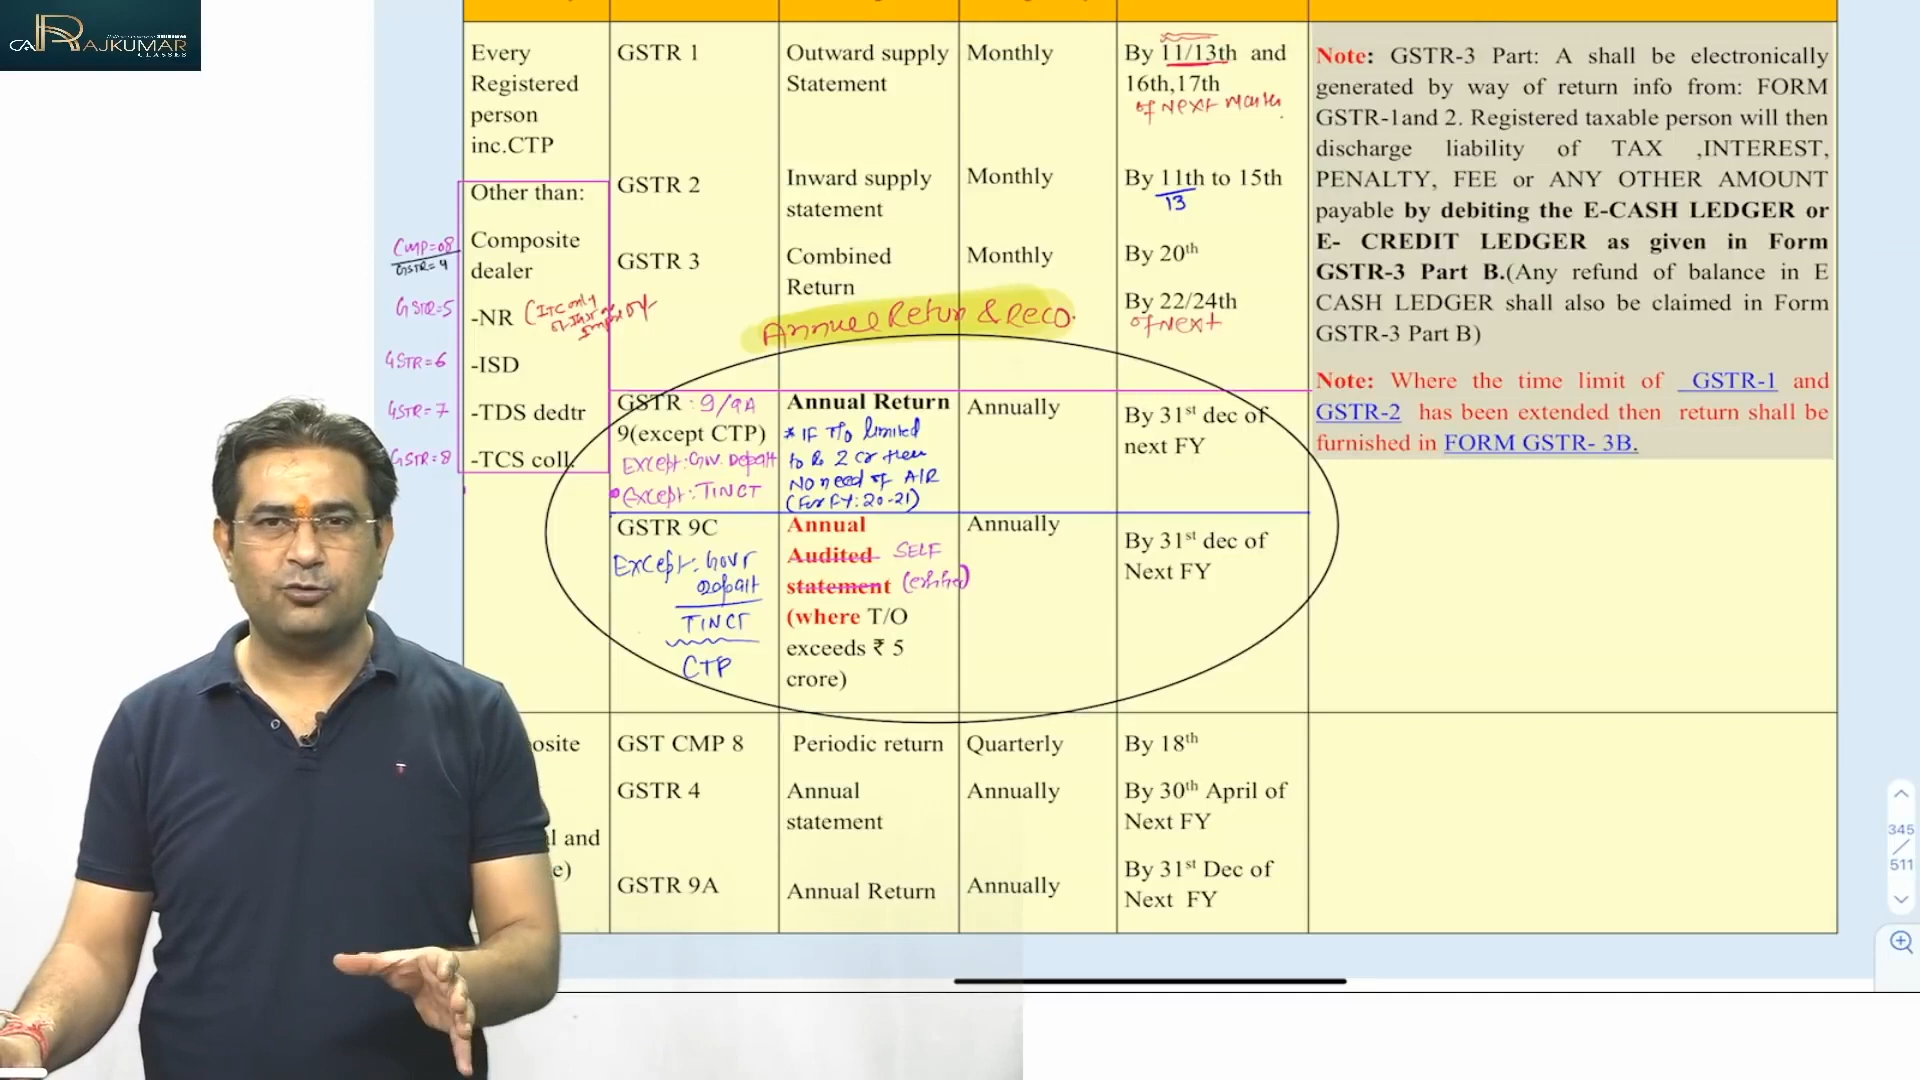 CA RAJKUMAR
CLASSES
Every
Registered
person
inc.CTP
Other than:
Composite
dealer
-NR (ITC only
-ISD
-TDS dedtr
-TCS coll.
CMP=08
GSTR=4
GSTR=5
GSTR=6
GSTR=7
GSTR=8
GSTR 1
Outward supply
Statement
Monthly
By 11/13th and
16th,17th
of Next Month
GSTR 2
Inward supply
statement
Monthly
By 11th to 15th
13
GSTR 3
Combined
Return
Monthly
By 20th
By 22/24th
of Next
Annual Return & Reco.
GSTR : 9/9A
9(except CTP)
Except: Gov. Depatt
Except: TINCT
Annual Return
* IF T/o limited
to Rs 2 cr then
No need of AIR
(For FY: 20-21)
Annually
By 31st dec of
next FY
GSTR 9C
Except: Govr
Depatt
TINCT
CTP
Annual
Audited SELF
statement
(where T/O
exceeds ₹ 5
crore)
Annually
By 31st dec of
Next FY
osite
l and
e)
GST CMP 8
Periodic return
Quarterly
By 18th
GSTR 4
Annual
statement
Annually
By 30th April of
Next FY
GSTR 9A
Annual Return
Annually
By 31st Dec of
Next FY
Note: GSTR-3 Part: A shall be electronically
generated by way of return info from: FORM
GSTR-1and 2. Registered taxable person will then
discharge liability of TAX ,INTEREST,
PENALTY, FEE or ANY OTHER AMOUNT
payable by debiting the E-CASH LEDGER or
E- CREDIT LEDGER as given in Form
GSTR-3 Part B.(Any refund of balance in E
CASH LEDGER shall also be claimed in Form
GSTR-3 Part B)
Note: Where the time limit of GSTR-1 and
GSTR-2 has been extended then return shall be
furnished in FORM GSTR- 3B.
345
/
511